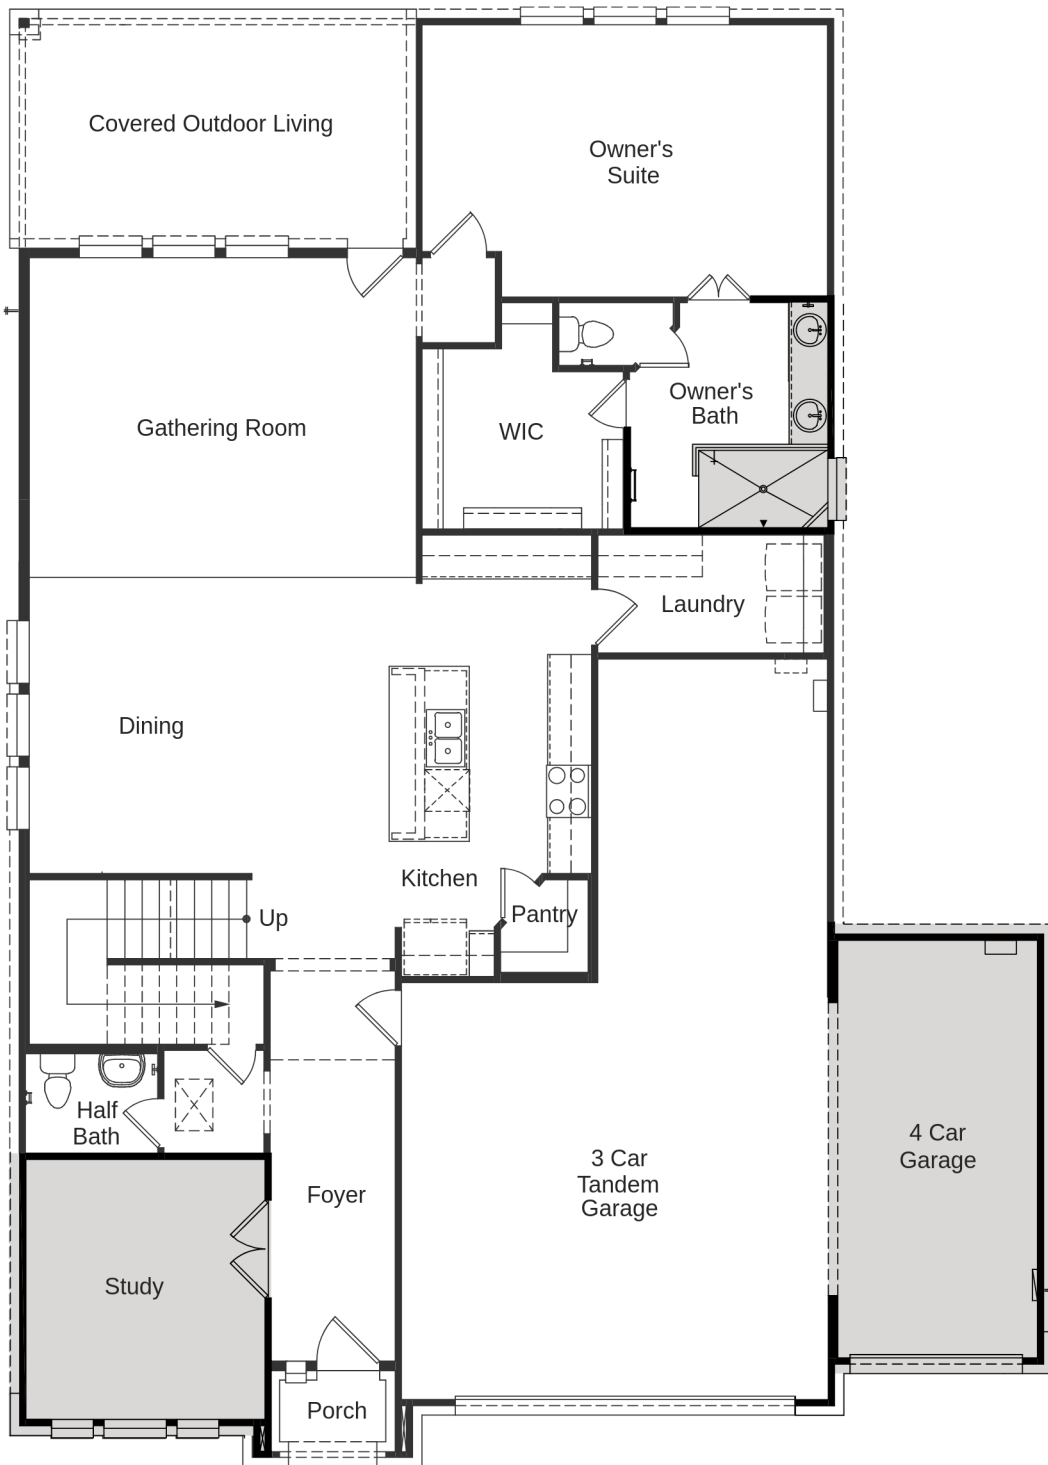 Covered Outdoor Living
Owner's
Suite
Gathering Room
WIC
Owner's
Bath
Laundry
Dining
Kitchen
Pantry
Up
Half
Bath
Foyer
3 Car
Tandem
Garage
4 Car
Garage
Study
Porch